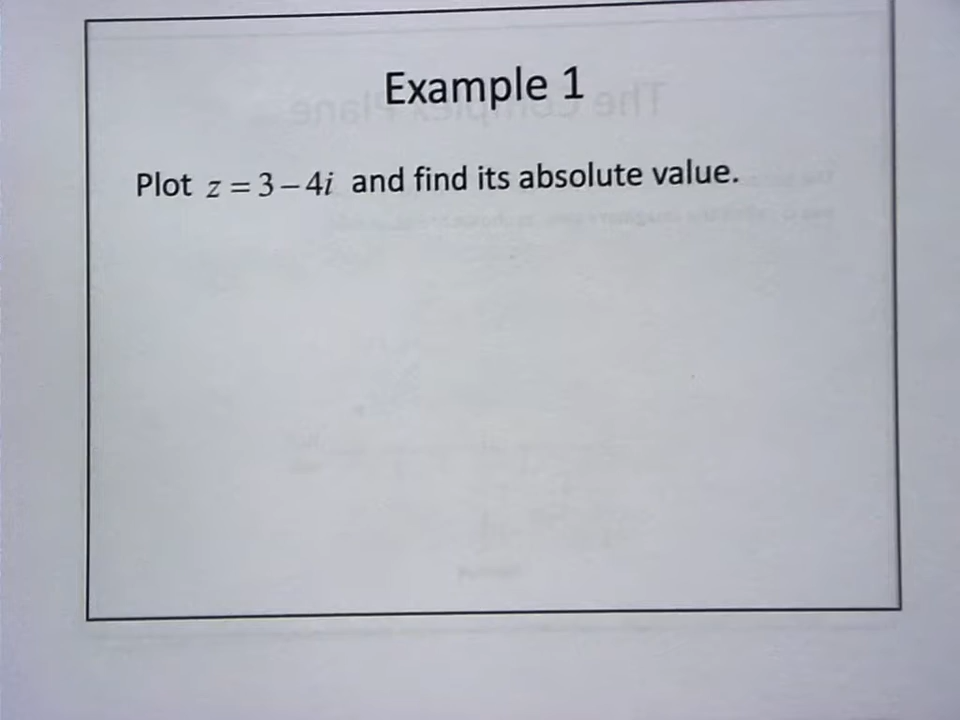 Example 1
Plot z = 3 – 4i and find its absolute value.